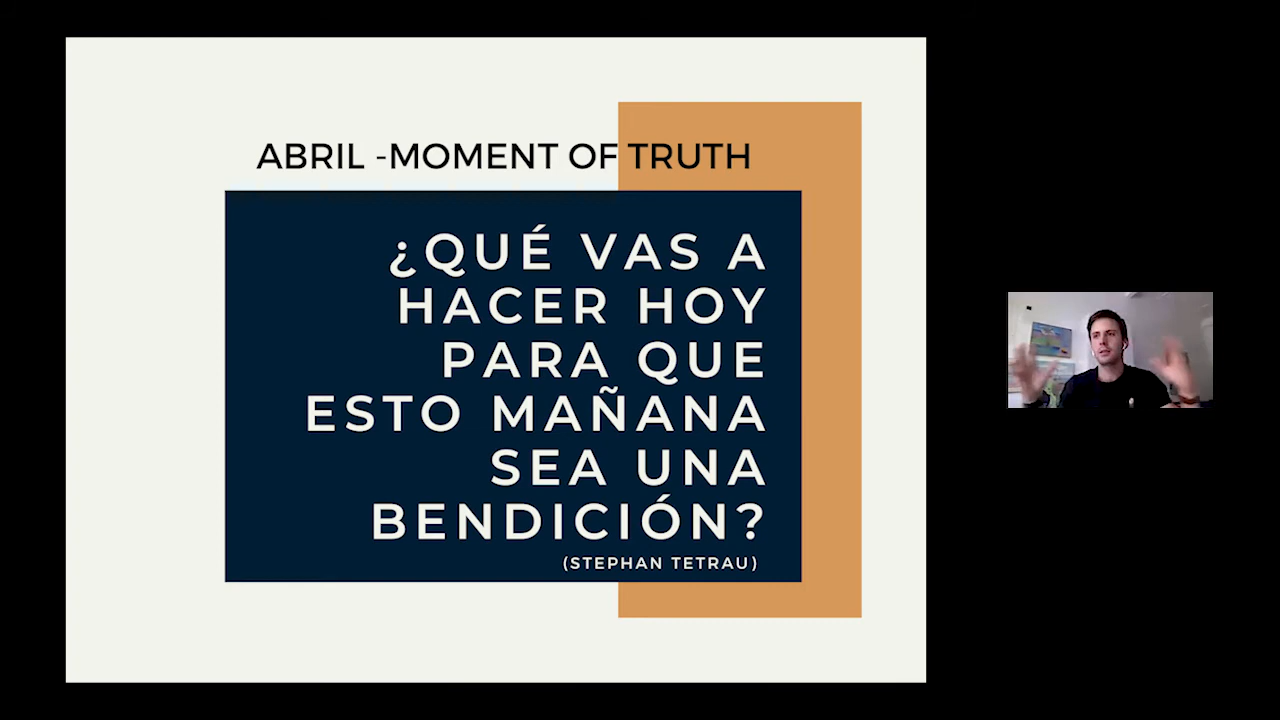 ABRIL -MOMENT OF TRUTH
¿QUÉ VAS A
HACER HOY
PARA QUE
ESTO MAÑANA
SEA UNA
BENDICIÓN?
(STEPHAN TETRAU)